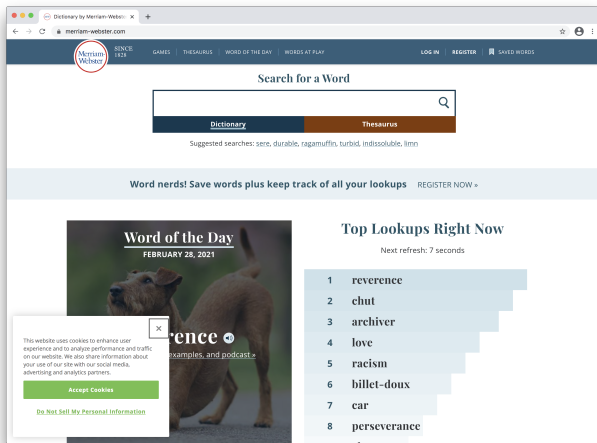 Dictionary by Merriam-Webster
merriam-webster.com
Merriam-
Webster
SINCE
1828
GAMES | THESAURUS | WORD OF THE DAY | WORDS AT PLAY
LOG IN | REGISTER | SAVED WORDS
Search for a Word
Dictionary
Thesaurus
Suggested searches: sere, durable, ragamuffin, turbid, indissoluble, limn
Word nerds! Save words plus keep track of all your lookups REGISTER NOW »
Word of the Day
FEBRUARY 28, 2021
rence
examples, and podcast »
This website uses cookies to enhance user
experience and to analyze performance and traffic
on our website. We also share information about
your use of our site with our social media,
advertising and analytics partners.
Accept Cookies
Do Not Sell My Personal Information
Top Lookups Right Now
Next refresh: 7 seconds
1 reverence
2 chut
3 archiver
4 love
5 racism
6 billet-doux
7 car
8 perseverance